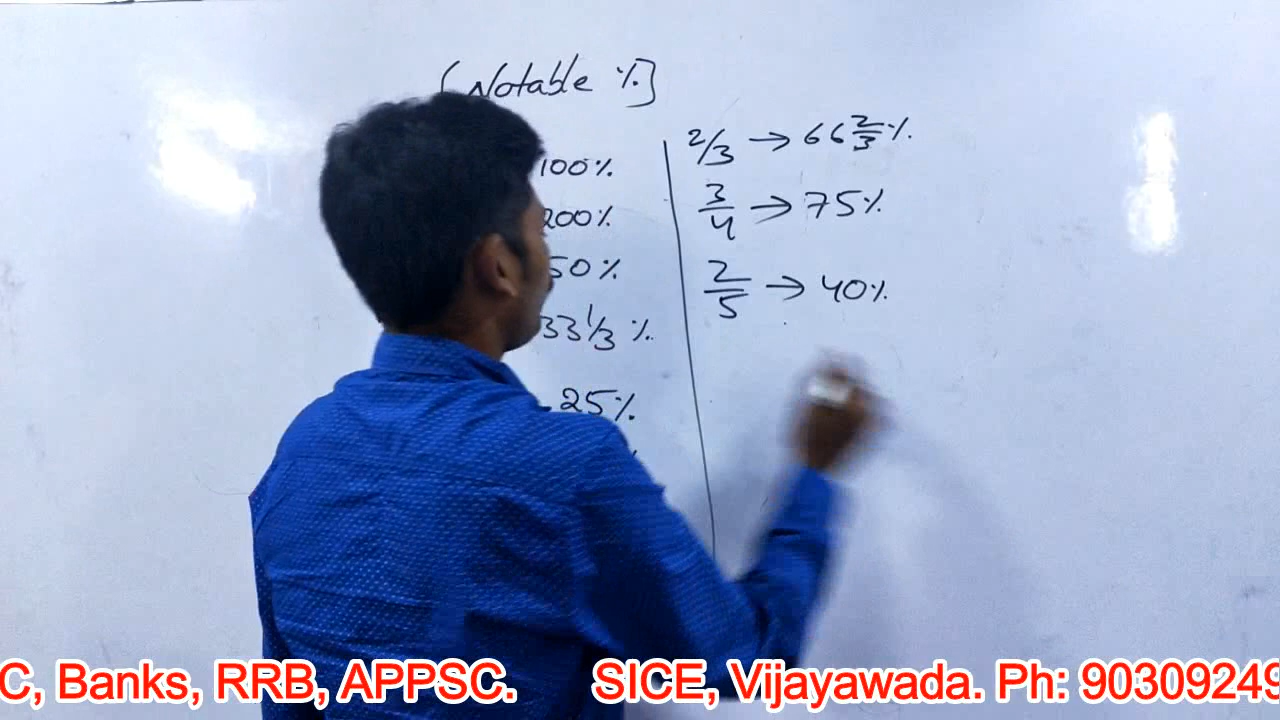 [Notable %]
100%
200%
50%
33 1/3 %
25%
%
2/3 → 66 2/3 %
3/4 → 75%
2/5 → 40%
C, Banks, RRB, APPSC. SICE, Vijayawada. Ph: 90309249